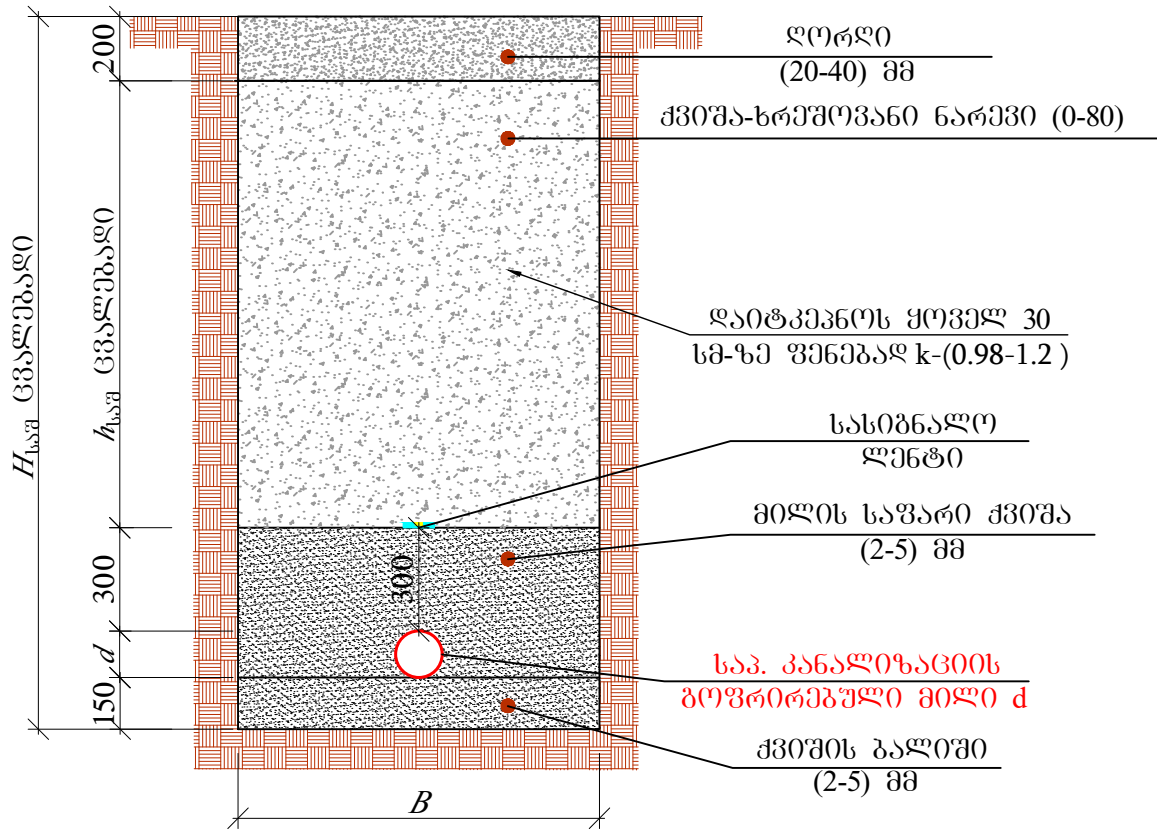 ღორღი
(20-40) მმ
ქვიშა-ხრეშოვანი ნარევი (0-80)
დაიტკეპნოს ყოველ 30
სმ-ზე ფენებად k-(0.98-1.2 )
სასიგნალო
ლენტი
მილის საფარი ქვიშა
(2-5) მმ
საპ. კანალიზაციის
გოფრირებული მილი d
ქვიშის ბალიში
(2-5) მმ
200
hსაშ ცვალებადი
Hსაშ ცვალებადი
300
300
d
150
B